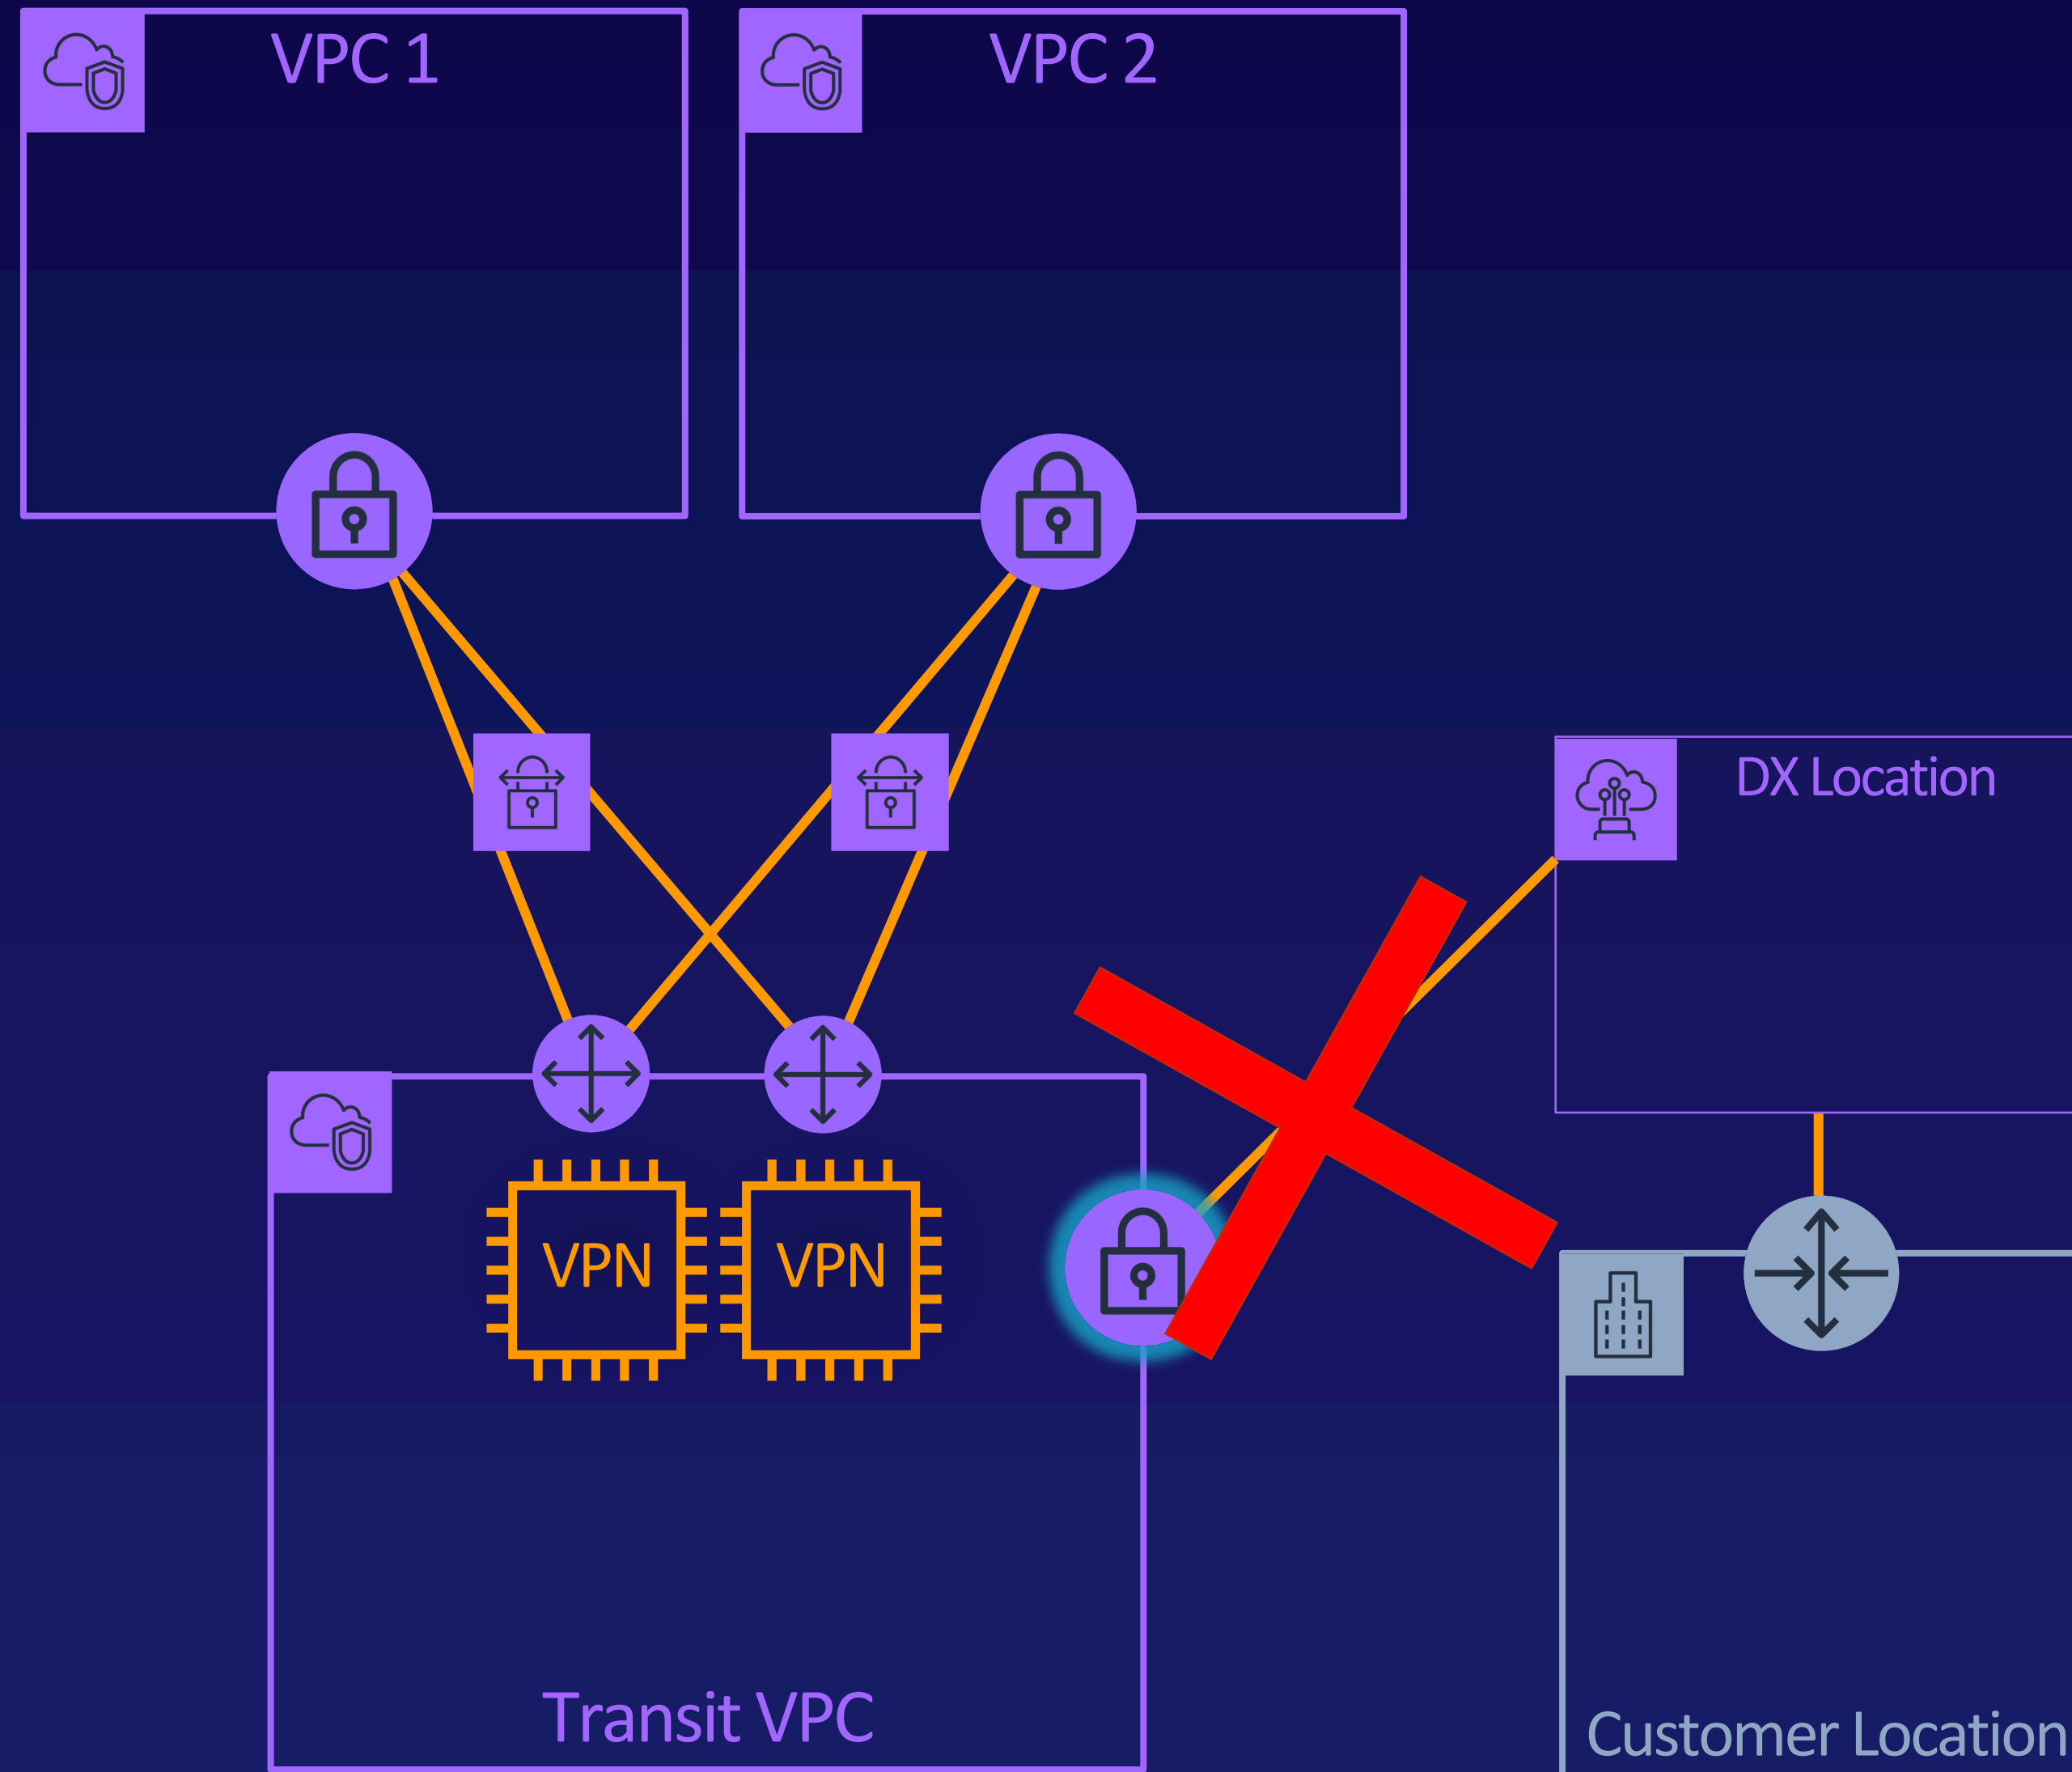 VPC 1
VPC 2
DX Location
VPN
VPN
Transit VPC
Customer Location